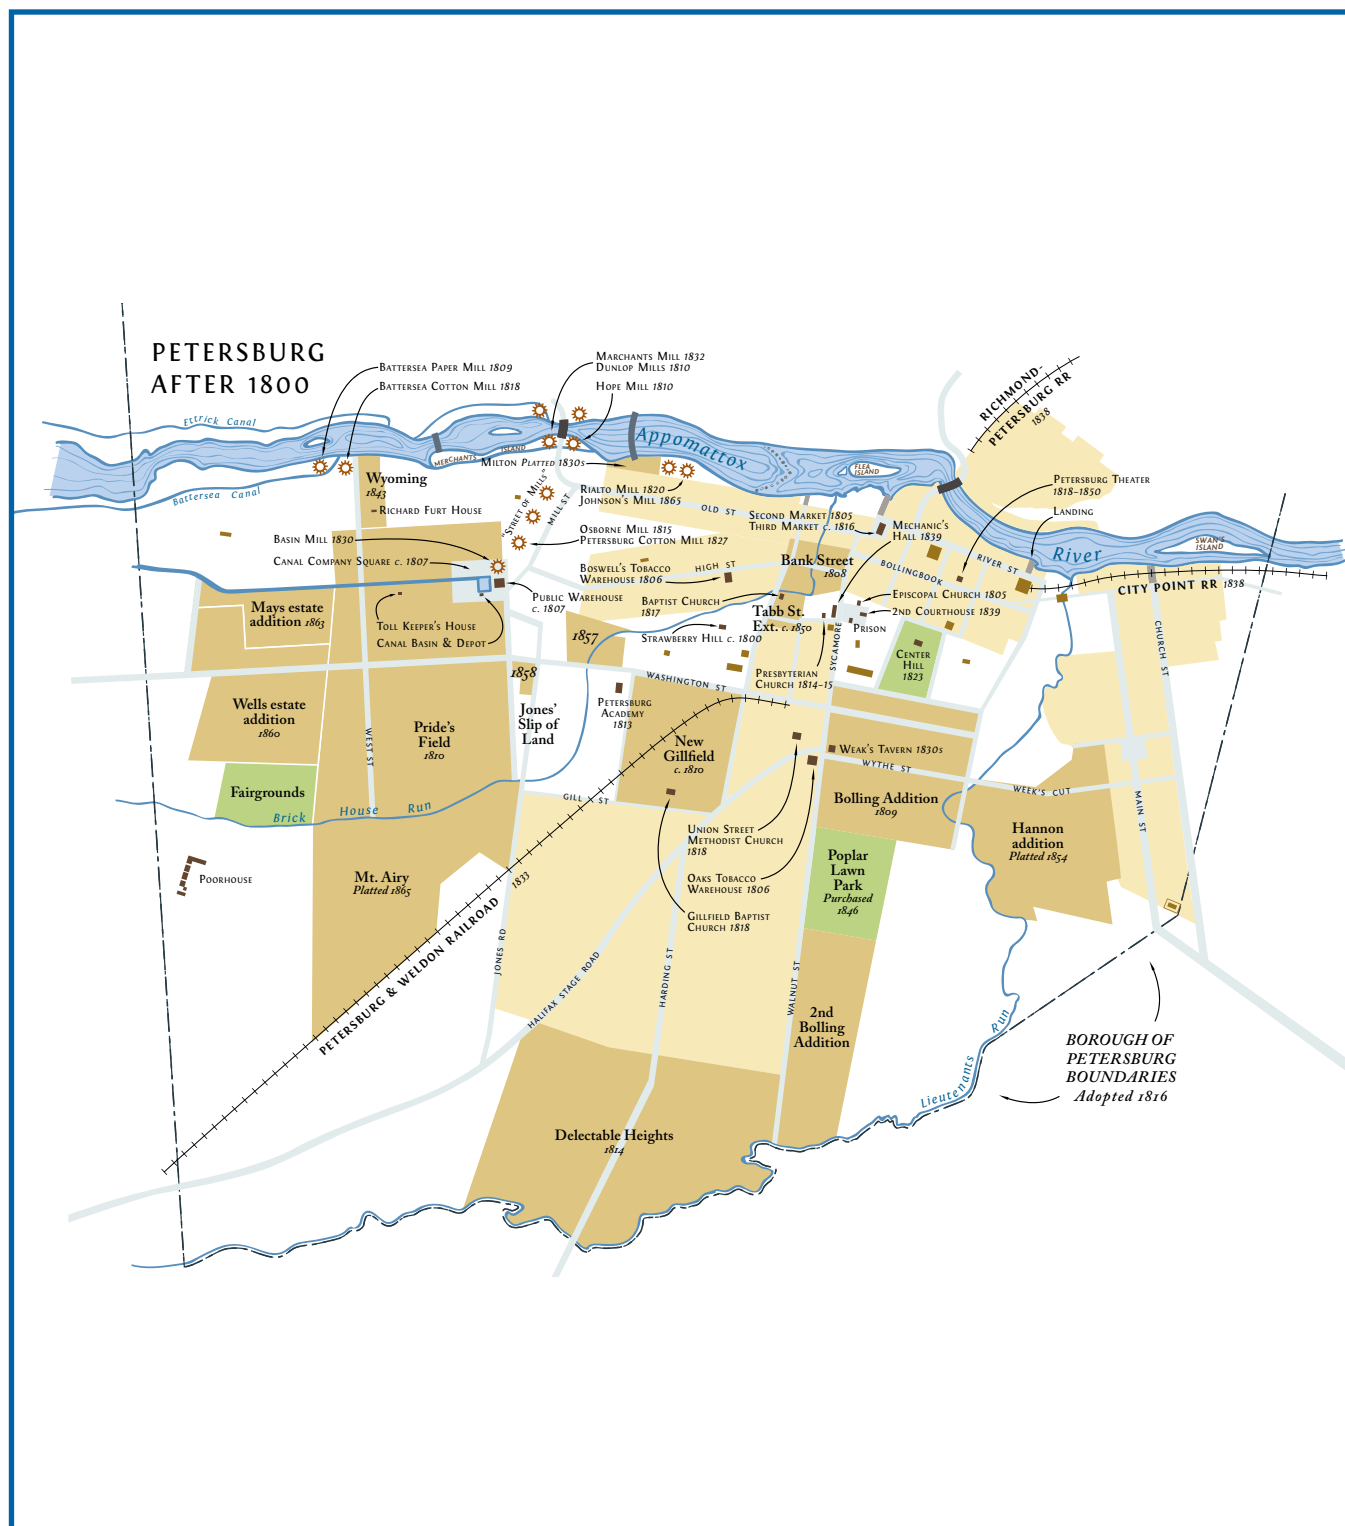 PETERSBURG
AFTER 1800
Battersea Paper Mill 1809
Battersea Cotton Mill 1818
Marchants Mill 1832
Dunlop Mills 1810
Hope Mill 1810
RICHMOND-
PETERSBURG RR
1838
Ettrick Canal
Appomattox
Merchants Island
Milton Platted 1830s
Flea
Island
Wyoming
1843
Battersea Canal
Richard Furt House
"Street of Mills"
Mill St
Rialto Mill 1820
Johnson's Mill 1865
Old St
Second Market 1805
Third Market c. 1816
Mechanic's
Hall 1839
Petersburg Theater
1818–1850
Landing
River
Swan's
Island
Basin Mill 1830
Canal Company Square c. 1807
Osborne Mill 1815
Petersburg Cotton Mill 1827
Boswell's Tobacco
Warehouse 1806
High St
Bank Street
1808
Bollingbrook
River St
City Point RR 1838
Mays estate
addition 1863
Public Warehouse
c. 1807
Toll Keeper's House
Canal Basin & Depot
Baptist Church
1817
Strawberry Hill c. 1800
Tabb St.
Ext. c. 1850
Episcopal Church 1805
2nd Courthouse 1839
Prison
Sycamore
Church St
1857
1858
Center
Hill
1823
Presbyterian
Church 1814–15
Washington St
Petersburg
Academy
1813
Jones'
Slip of
Land
Wells estate
addition
1860
West St
Pride's
Field
1810
New
Gillfield
c. 1810
Weak's Tavern 1830s
Wythe St
Week's Cut
Main St
Fairgrounds
Brick House Run
Gill St
Bolling Addition
1809
Hannon
addition
Platted 1854
Union Street
Methodist Church
1818
Poorhouse
Mt. Airy
Platted 1865
1833
Oaks Tobacco
Warehouse 1806
Poplar
Lawn
Park
Purchased
1846
Gillfield Baptist
Church 1818
PETERSBURG & WELDON RAILROAD
Jones Rd
Halifax Stage Road
Harding St
Walnut St
2nd
Bolling
Addition
Lieutenants Run
BOROUGH OF
PETERSBURG
BOUNDARIES
Adopted 1816
Delectable Heights
1814